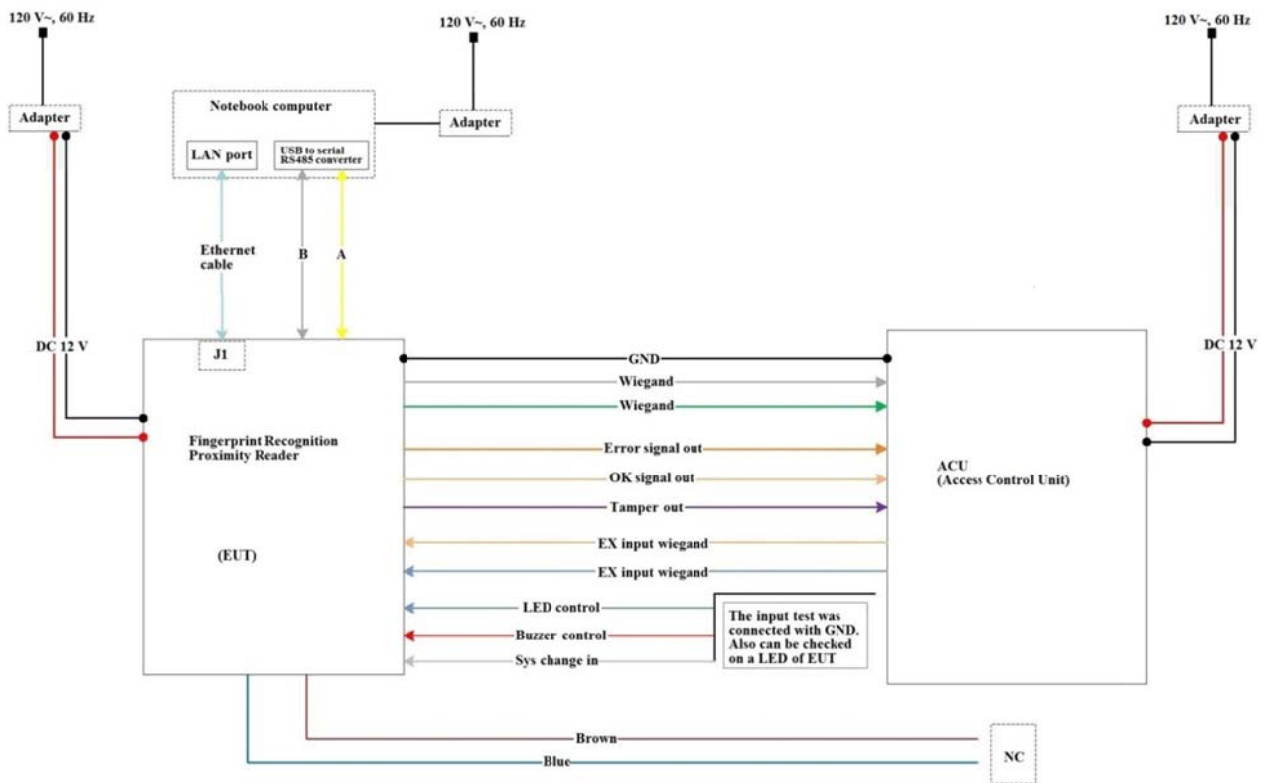 120 V~, 60 Hz
120 V~, 60 Hz
120 V~, 60 Hz
Adapter
Notebook computer
Adapter
Adapter
LAN port
USB to serial
RS485 converter
Ethernet
cable
B
A
DC 12 V
DC 12 V
J1
GND
Wiegand
Wiegand
Fingerprint Recognition
Proximity Reader
Error signal out
OK signal out
Tamper out
ACU
(Access Control Unit)
(EUT)
EX input wiegand
EX input wiegand
LED control
Buzzer control
Sys change in
The input test was
connected with GND.
Also can be checked
on a LED of EUT
Brown
Blue
NC